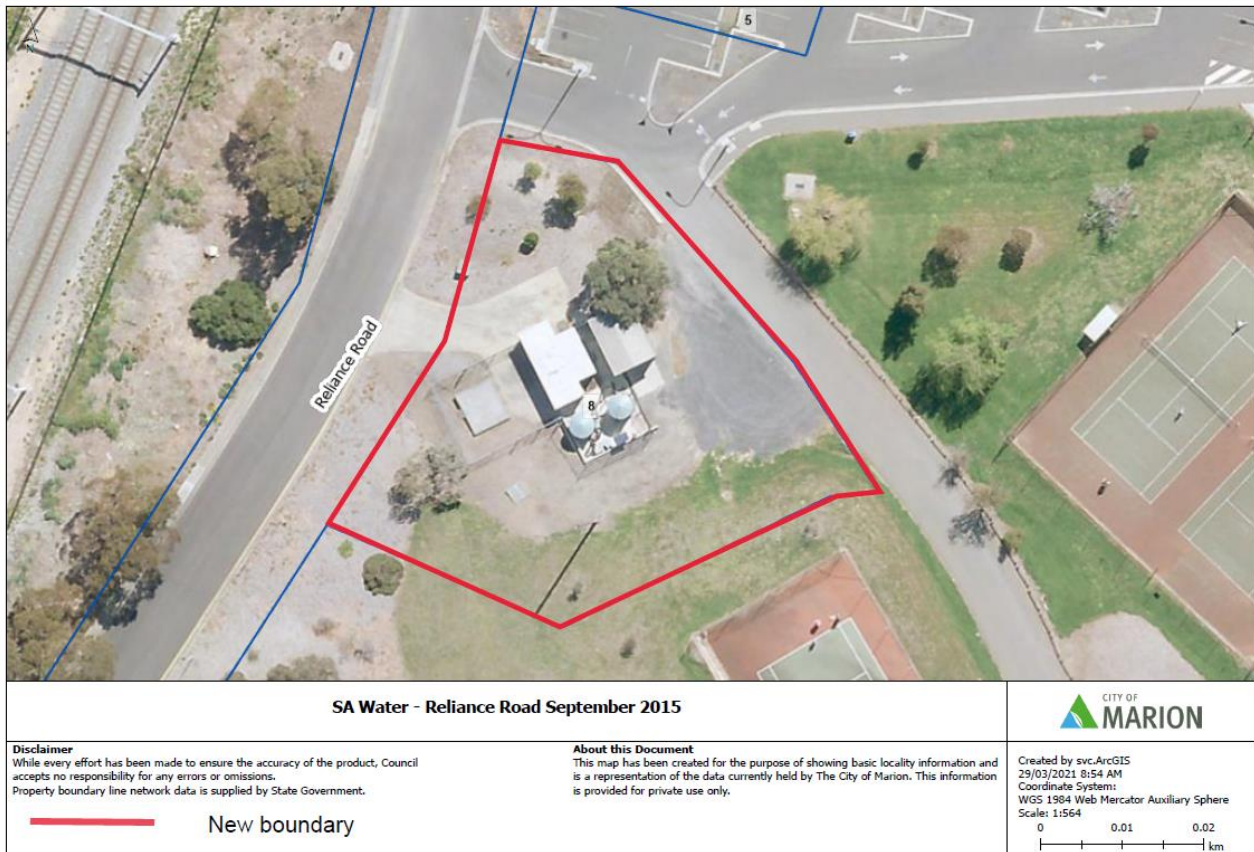 N
5
Reliance Road
8
SA Water - Reliance Road September 2015
CITY OF
MARION
Disclaimer
While every effort has been made to ensure the accuracy of the product, Council
accepts no responsibility for any errors or omissions.
Property boundary line network data is supplied by State Government.
New boundary
About this Document
This map has been created for the purpose of showing basic locality information and
is a representation of the data currently held by The City of Marion. This information
is provided for private use only.
Created by svc.ArcGIS
29/03/2021 8:54 AM
Coordinate System:
WGS 1984 Web Mercator Auxiliary Sphere
Scale: 1:564
0 0.01 0.02
km